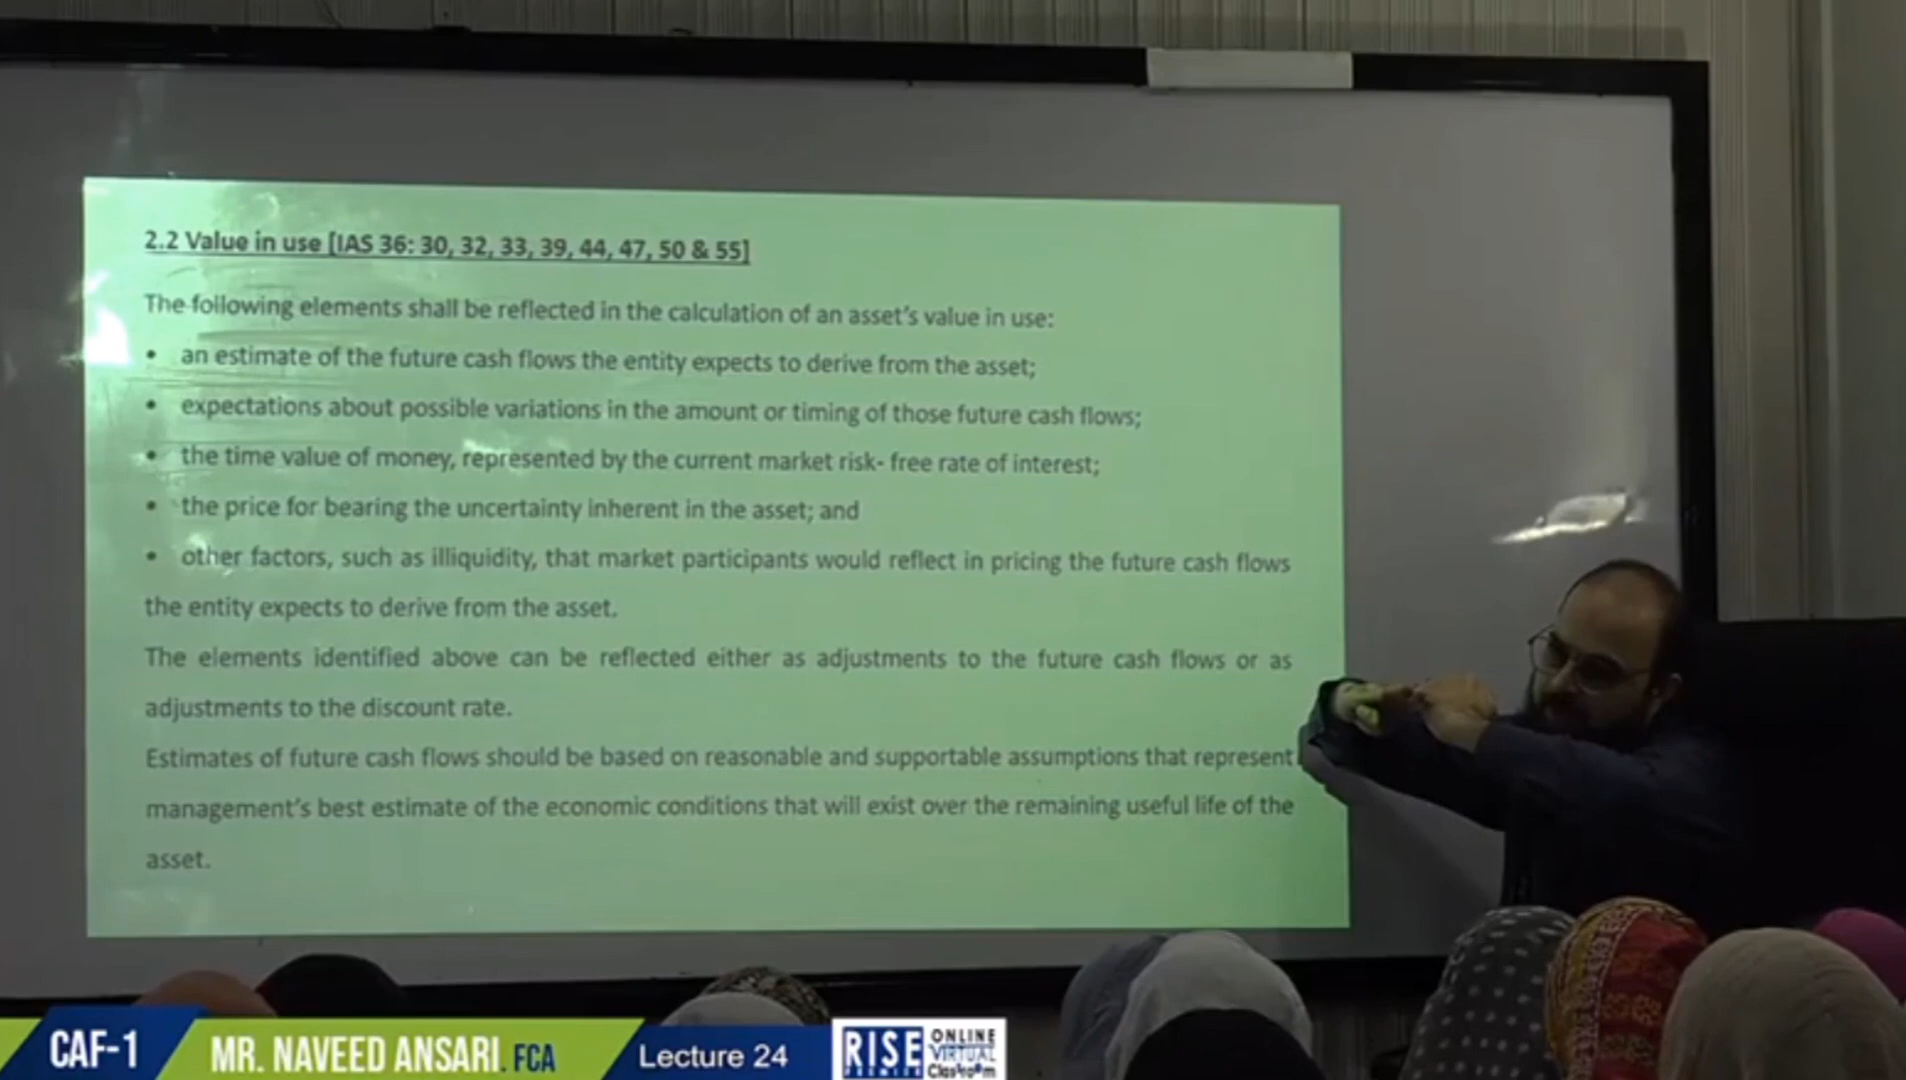 2.2 Value in use [IAS 36: 30, 32, 33, 39, 44, 47, 50 & 55]
The following elements shall be reflected in the calculation of an asset's value in use:
• an estimate of the future cash flows the entity expects to derive from the asset;
• expectations about possible variations in the amount or timing of those future cash flows;
• the time value of money, represented by the current market risk- free rate of interest;
• the price for bearing the uncertainty inherent in the asset; and
• other factors, such as illiquidity, that market participants would reflect in pricing the future cash flows
the entity expects to derive from the asset.
The elements identified above can be reflected either as adjustments to the future cash flows or as
adjustments to the discount rate.
Estimates of future cash flows should be based on reasonable and supportable assumptions that represent
management's best estimate of the economic conditions that will exist over the remaining useful life of the
asset.
CAF-1
MR. NAVEED ANSARI, FCA
Lecture 24
RISE
PREMIER
ONLINE
VIRTUAL
Classroom